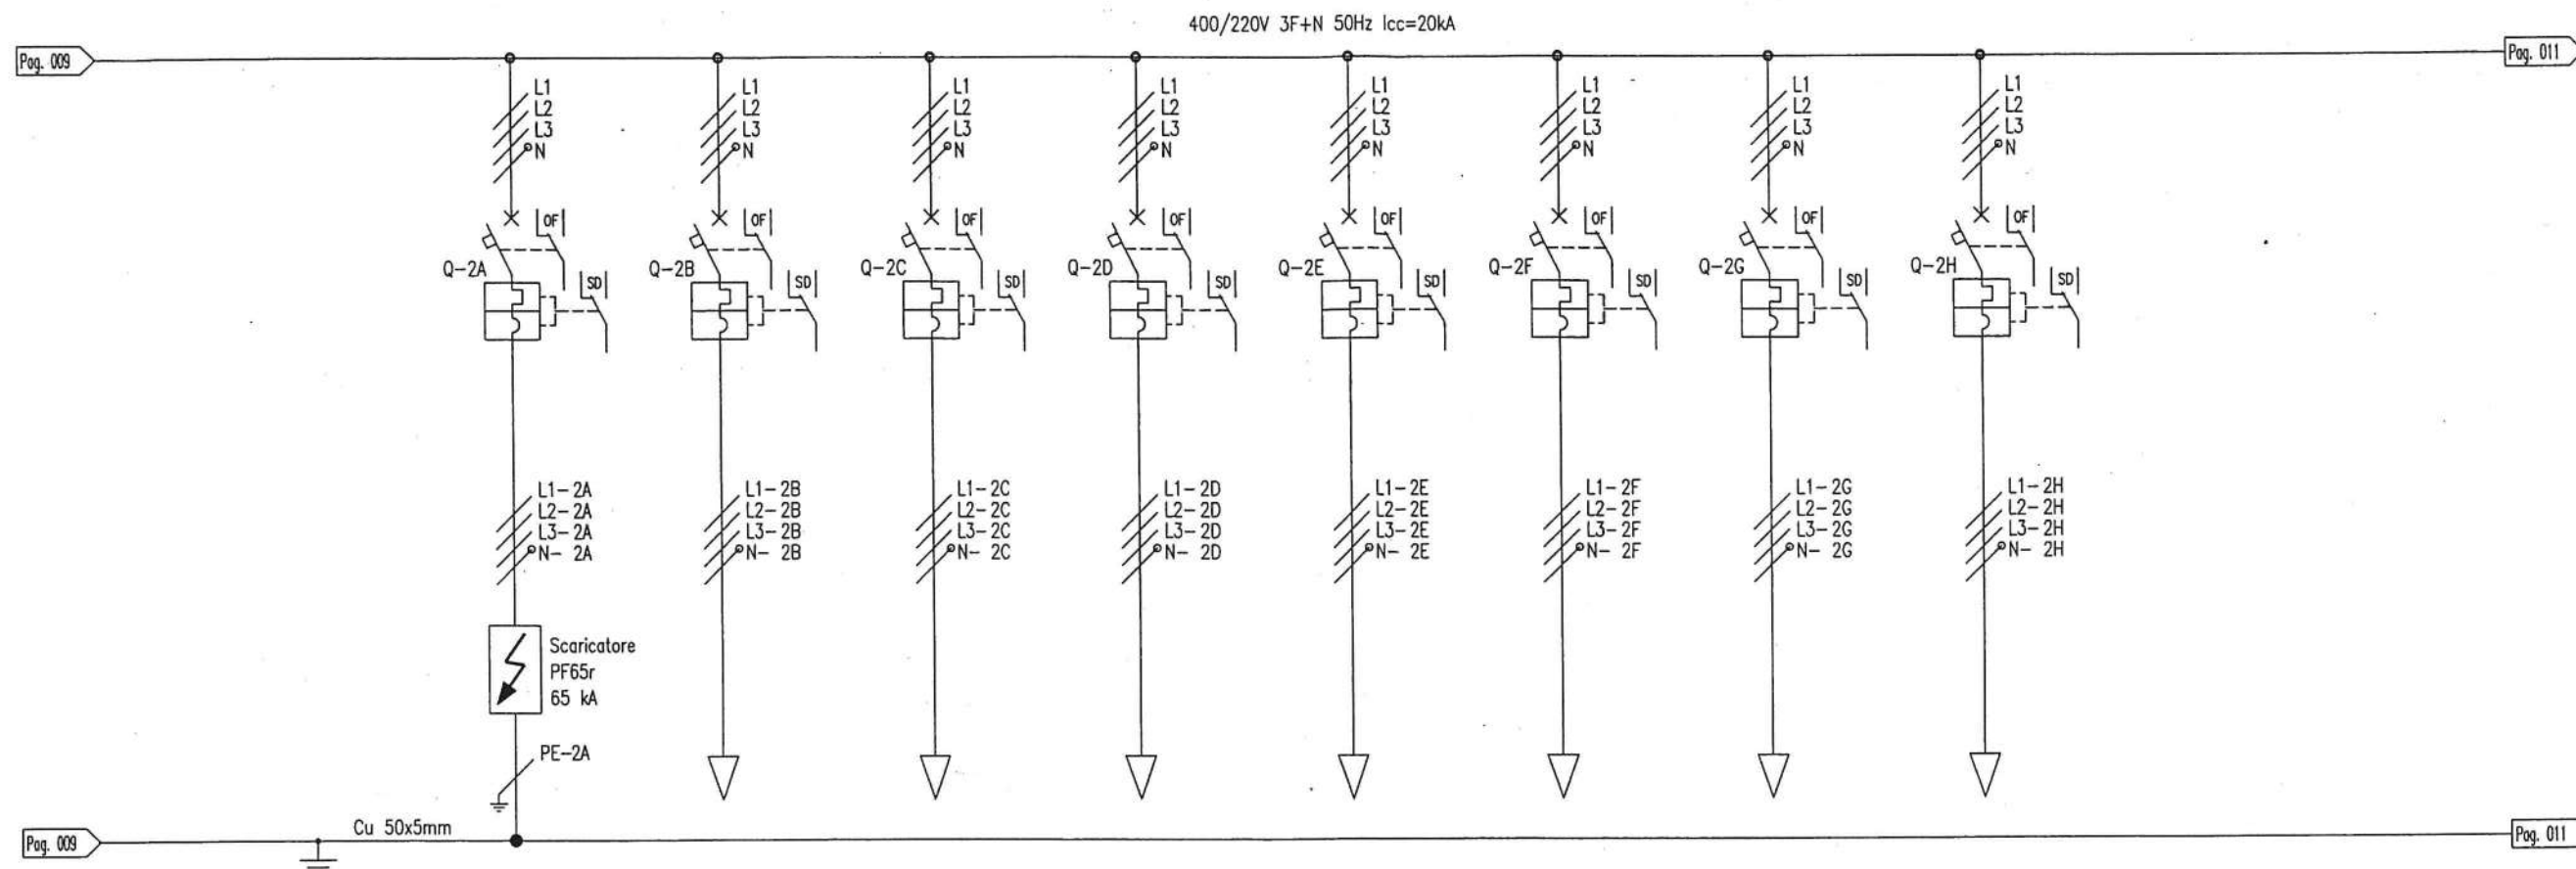 400/220V 3F+N 50Hz Icc=20kA
Pag. 009
Pag. 011
L1
L2
L3
N
L1
L2
L3
N
L1
L2
L3
N
L1
L2
L3
N
L1
L2
L3
N
L1
L2
L3
N
L1
L2
L3
N
L1
L2
L3
N
OF
OF
OF
OF
OF
OF
OF
OF
Q-2A
SD
Q-2B
SD
Q-2C
SD
Q-2D
SD
Q-2E
SD
Q-2F
SD
Q-2G
SD
Q-2H
SD
L1-2A
L2-2A
L3-2A
N- 2A
L1-2B
L2-2B
L3-2B
N- 2B
L1-2C
L2-2C
L3-2C
N- 2C
L1-2D
L2-2D
L3-2D
N- 2D
L1-2E
L2-2E
L3-2E
N- 2E
L1-2F
L2-2F
L3-2F
N- 2F
L1-2G
L2-2G
L3-2G
N- 2G
L1-2H
L2-2H
L3-2H
N- 2H
Scaricatore
PF65r
65 kA
PE-2A
Cu 50x5mm
Pag. 009
Pag. 011